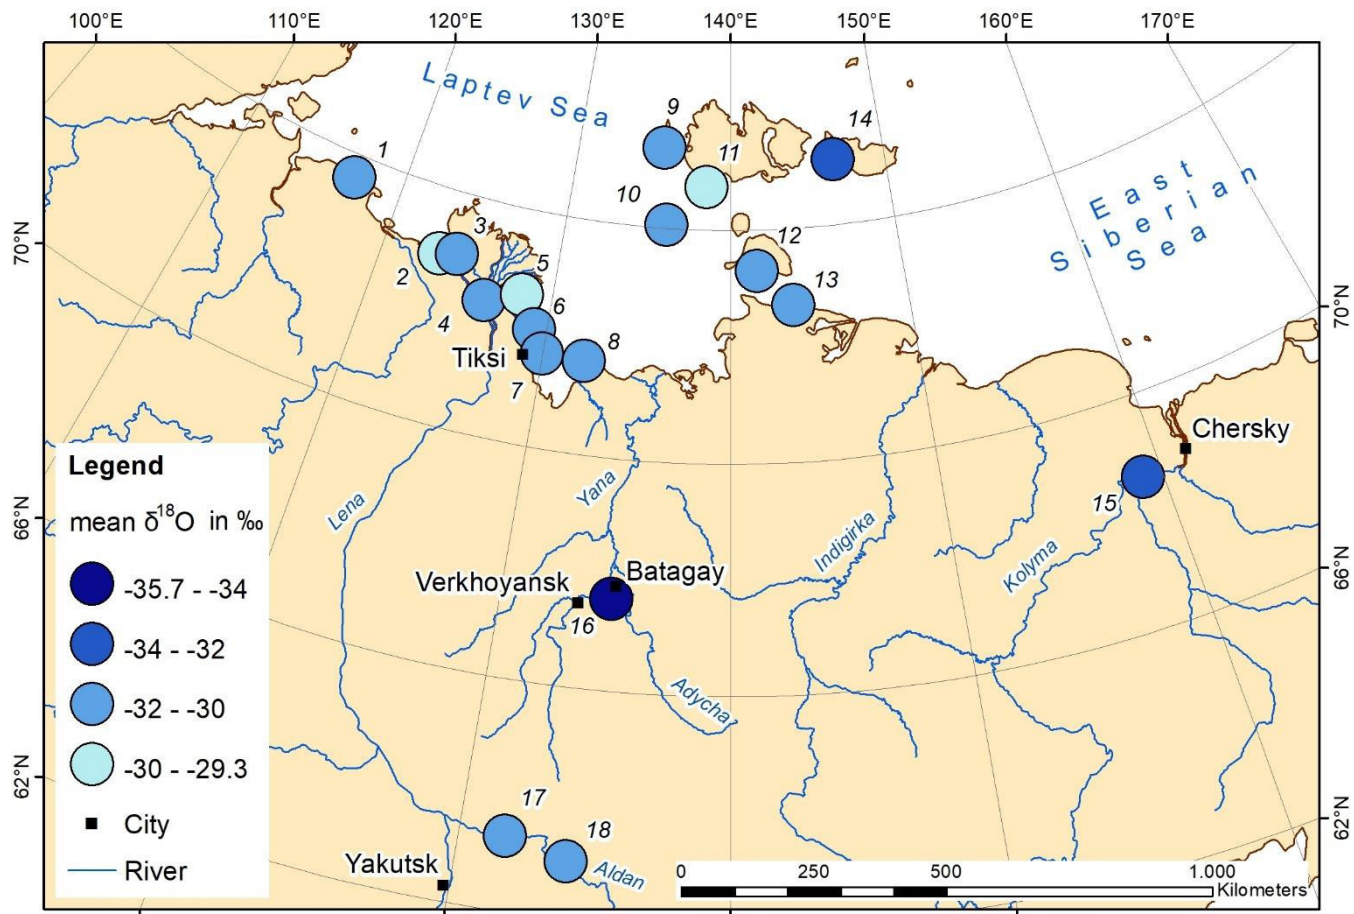 100°E 110°E 120°E 130°E 140°E 150°E 160°E 170°E
Laptev Sea
9
14
1
11
10
East
Siberian
Sea
3
12
70°N
2
5
13
70°N
6
4
8
Tiksi
7
Chersky
Legend
mean δ¹⁸O in ‰
-35.7 - -34
-34 - -32
-32 - -30
-30 - -29.3
City
River
Lena
Yana
Indigirka
Kolyma
15
66°N
66°N
Verkhoyansk
Batagay
16
Adycha
62°N
62°N
17
18
Yakutsk
Aldan
0 250 500 1.000
Kilometers